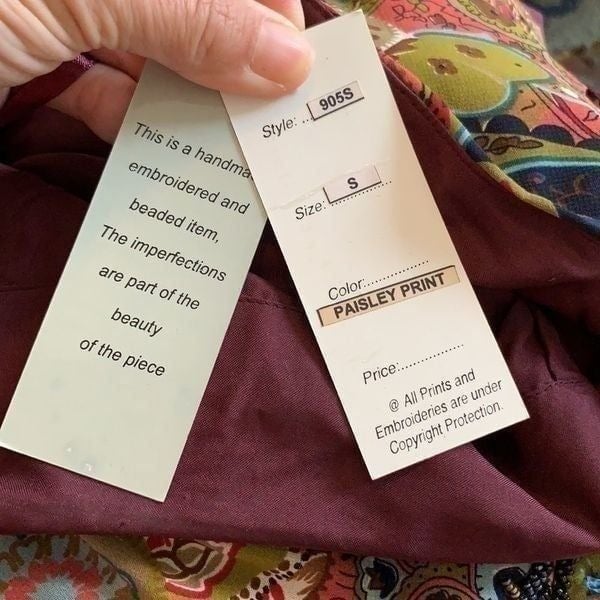 This is a handma
embroidered and
beaded item,
The imperfections
are part of the
beauty
of the piece
Style: ... 905S
Size: S
Color:..................
PAISLEY PRINT
Price:................
@ All Prints and
Embroideries are under
Copyright Protection.